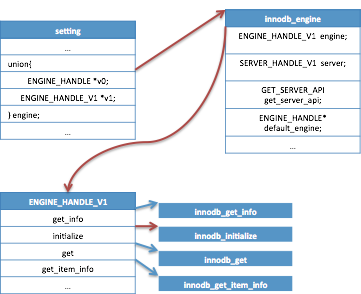 setting
...
union{
ENGINE_HANDLE *v0;
ENGINE_HANDLE_V1 *v1;
} engine;
...
innodb_engine
ENGINE_HANDLE_V1 engine;
SERVER_HANDLE_V1 server;
GET_SERVER_API
get_server_api;
ENGINE_HANDLE*
default_engine;
...
ENGINE_HANDLE_V1
get_info
initialize
get
get_item_info
...
innodb_get_info
innodb_initialize
innodb_get
innodb_get_item_info